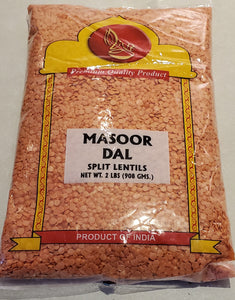 Premium Quality Product
MASOOR
DAL
SPLIT LENTILS
NET WT. 2 LBS (908 GMS.)
PRODUCT OF INDIA